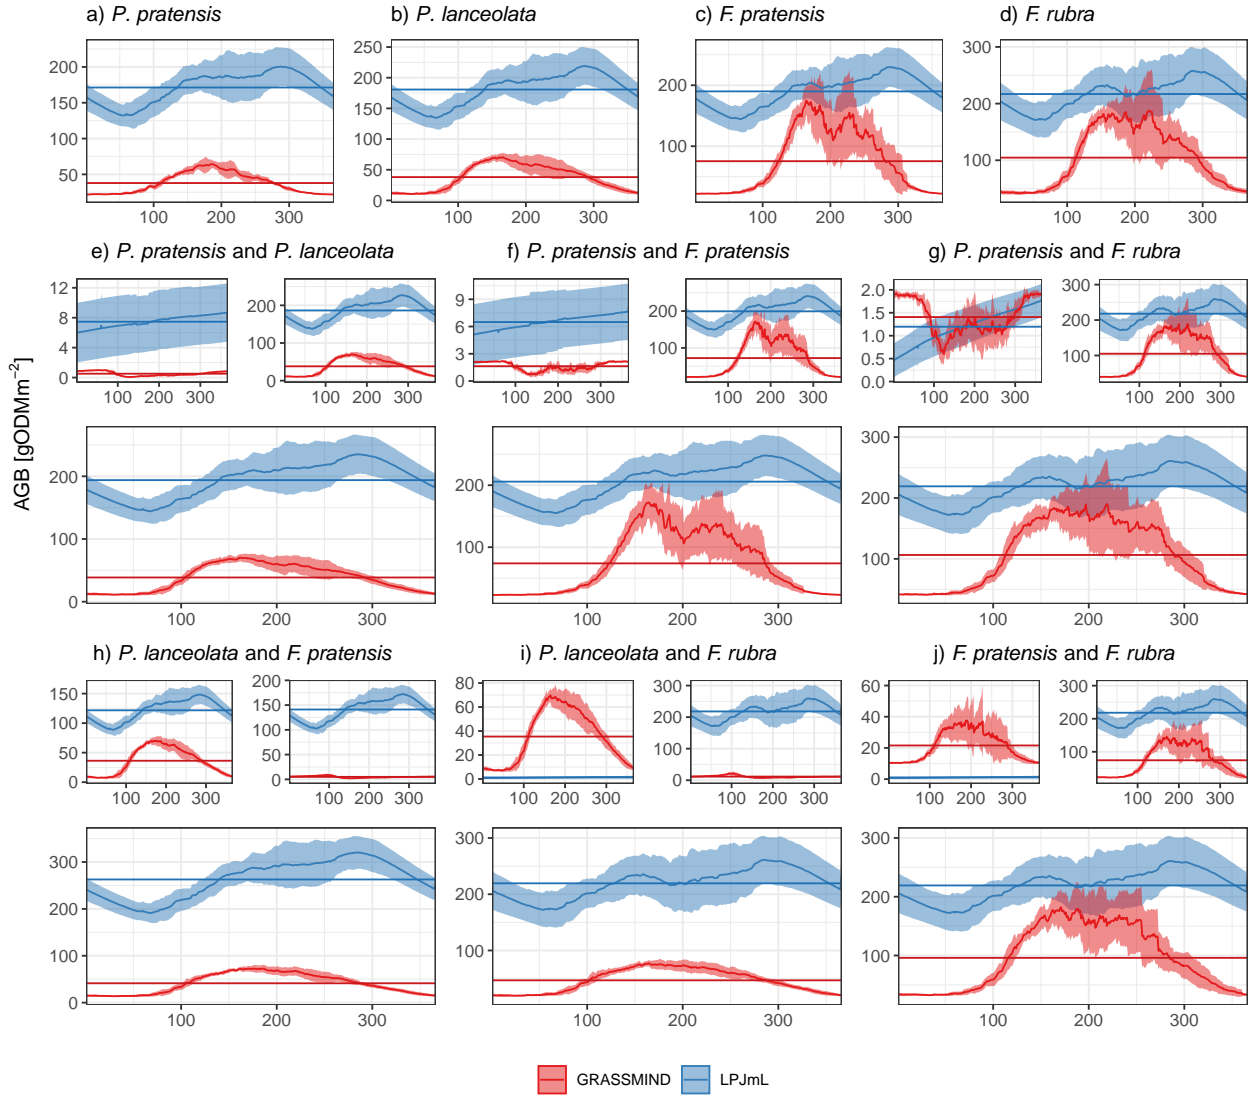 a) P. pratensis
b) P. lanceolata
c) F. pratensis
d) F. rubra
200
150
100
50
100 200 300
250
200
150
100
50
0
100 200 300
200
100
100 200 300
300
200
100
100 200 300
e) P. pratensis and P. lanceolata
f) P. pratensis and F. pratensis
g) P. pratensis and F. rubra
12
8
4
0
100 200 300
200
100
0
100 200 300
9
6
3
0
100 200 300
300
200
100
100 200 300
2.0
1.5
1.0
0.5
0.0
100 200 300
300
200
100
100 200 300
AGB [gODMm−2]
200
100
0
100 200 300
200
100
100 200 300
300
200
100
100 200 300
h) P. lanceolata and F. pratensis
i) P. lanceolata and F. rubra
j) F. pratensis and F. rubra
150
100
50
0
100 200 300
200
150
100
50
0
100 200 300
80
60
40
20
0
100 200 300
300
200
100
0
100 200 300
60
40
20
0
100 200 300
300
200
100
100 200 300
300
200
100
0
100 200 300
300
200
100
100 200 300
300
200
100
100 200 300
GRASSMIND LPJmL